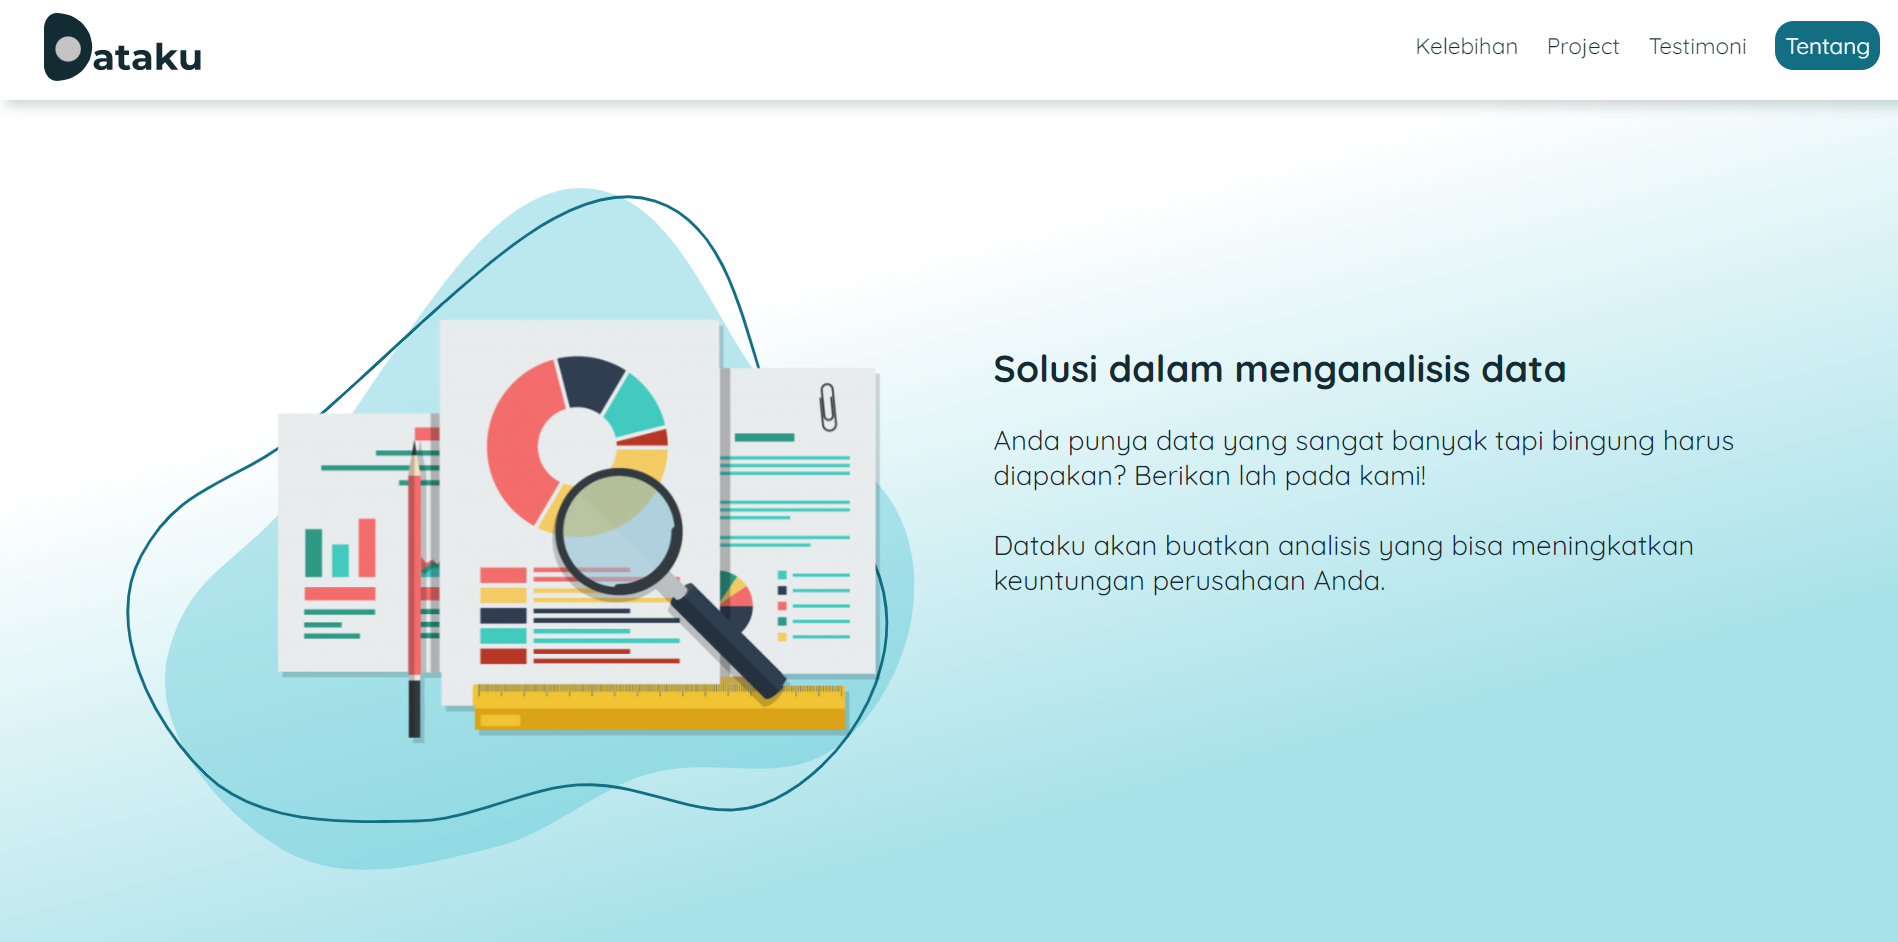 Dataku
Kelebihan
Project
Testimoni
Tentang
Solusi dalam menganalisis data
Anda punya data yang sangat banyak tapi bingung harus
diapakan? Berikan lah pada kami!
Dataku akan buatkan analisis yang bisa meningkatkan
keuntungan perusahaan Anda.